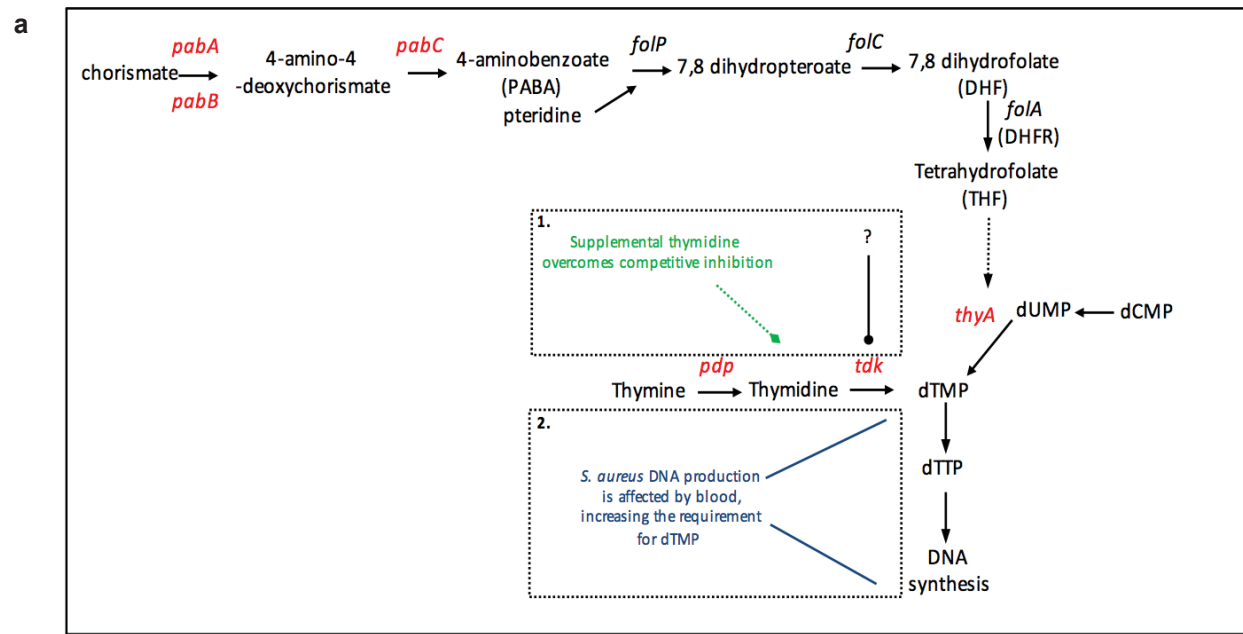 a
pabA
chorismate
pabB
4-amino-4
-deoxychorismate
pabC
4-aminobenzoate
(PABA)
pteridine
folP
7,8 dihydropteroate
folC
7,8 dihydrofolate
(DHF)
folA
(DHFR)
Tetrahydrofolate
(THF)
1.
Supplemental thymidine
overcomes competitive inhibition
?
thyA
dUMP
dCMP
pdp
tdk
Thymine
Thymidine
dTMP
2.
S. aureus DNA production
is affected by blood,
increasing the requirement
for dTMP
dTTP
DNA
synthesis